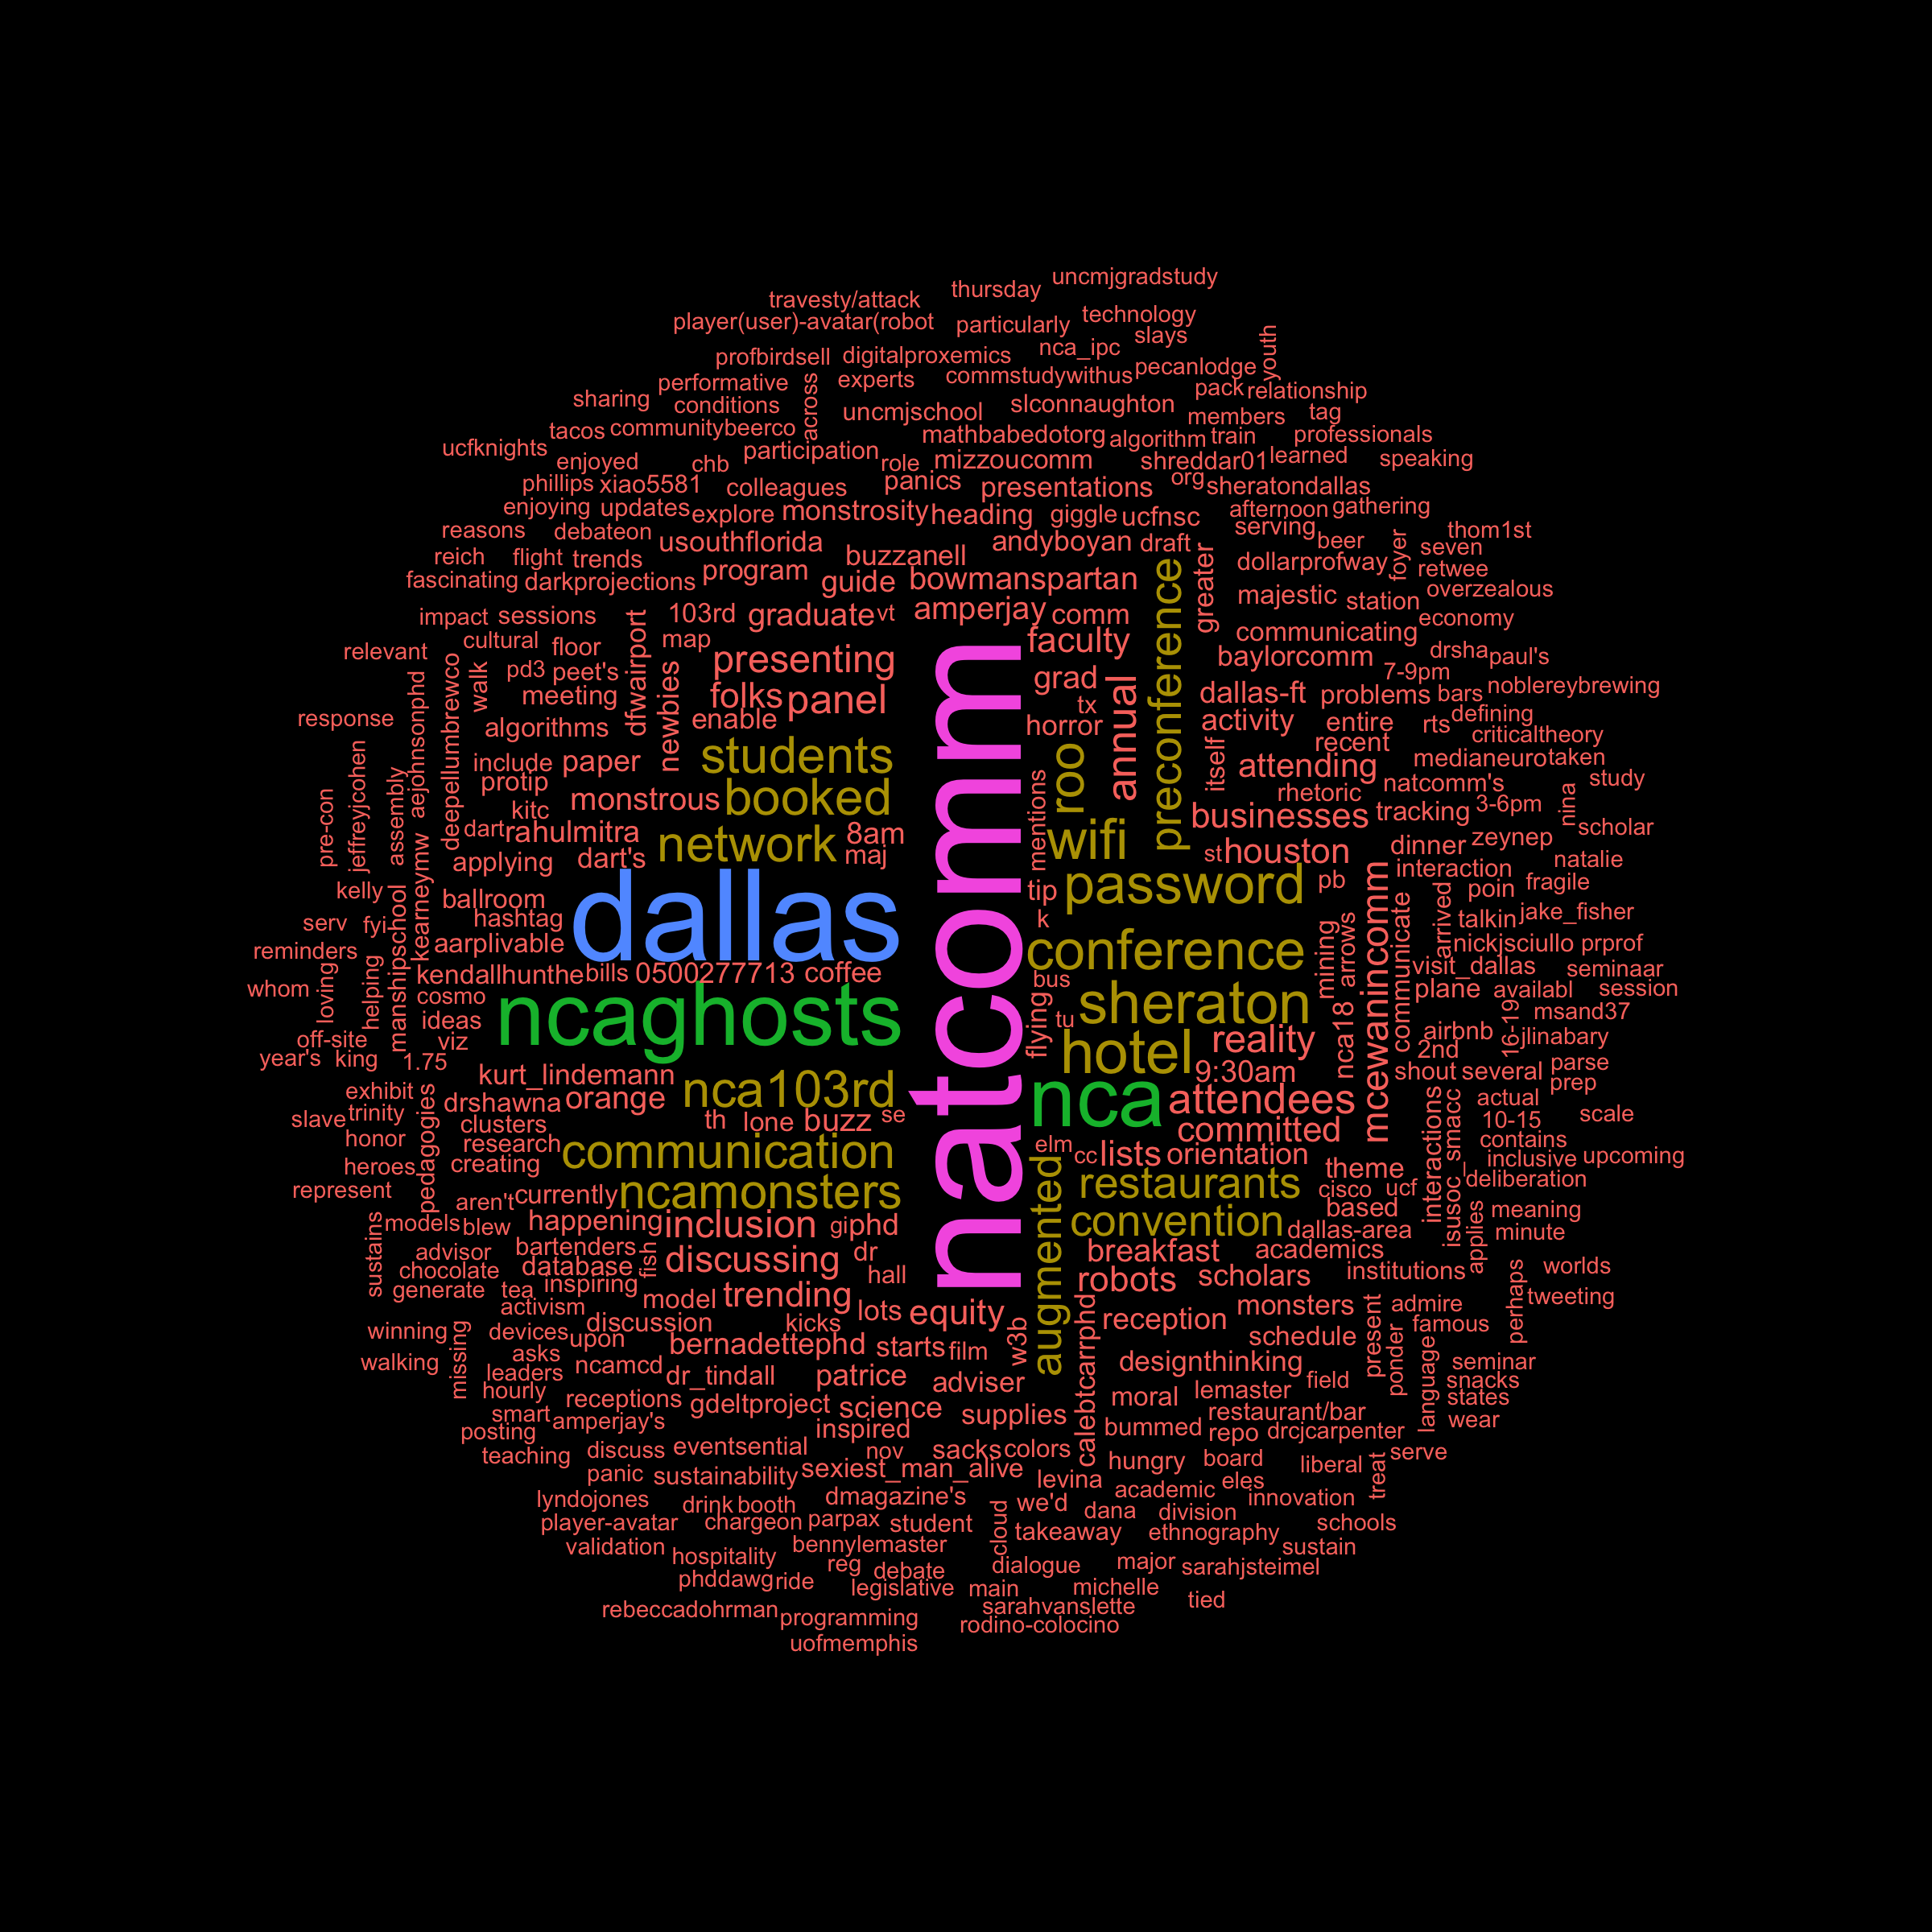 uncmjgradstudy
travesty/attack thursday
player(user)-avatar(robot particularly technology
slays youth
profbirdsell digitalproxemics nca_ipc
performative across experts commstudywithus pecanlodge
sharing conditions uncmjschool slconnaughton pack relationship
tacos communitybeerco mathbabedotorg algorithm train members tag professionals
ucfknights enjoyed chb participation role mizzoucomm shreddar01 learned speaking
phillips xiao5581 colleagues panics presentations org sheratondallas
enjoying updates explore monstrosity heading giggle ucfnsc afternoon gathering
reasons debateon usouthflorida andyboyan draft serving beer foyer thom1st
reich flight trends buzzanell greater dollarprofway seven
fascinating darkprojections program guide bowmanspartan preconference retwee
impact sessions 103rd graduate vt amperjay comm majestic station overzealous
cultural floor dfwairport map natcomm faculty communicating economy
relevant deepellumbrewco walk pd3 peet's newbies presenting baylorcomm drsha paul's
meeting folks panel grad annual dallas-ft problems 7-9pm bars noblereybrewing
response aejohnsonphd algorithms enable tx horror activity entire rts defining
jeffreyjcohen include paper students roo itself recent criticaltheory
pre-con assembly protip attending medianeuro taken
kitc monstrous booked mentions rhetoric natcomm's study
dart rahulmitra 8am wifi businesses tracking 3-6pm nina scholar
kearneymw applying dart's network maj st houston dinner zeynep
kelly manshipschool ballroom dallas tip password pb mcewanincomm interaction natalie
serv fyi hashtag k mining arrows communicate arrived poin fragile
reminders aarplivable conference talkin jake_fisher
loving helping kendallhunthe bills 0500277713 coffee nickjsciullo prprof
whom cosmo ncaghosts bus sheraton visit_dallas seminaar
ideas flying tu nca18 plane availabl session
off-site viz hotel reality airbnb 16-19 msand37
year's king 1.75 2nd jlinabary
exhibit pedagogies kurt_lindemann nca103rd 9:30am shout several parse
slave trinity drshawna orange nca attendees interactions smacc actual prep
honor clusters th lone buzz se committed 10-15 scale
heroes research communication elm cc lists orientation contains
represent creating theme _ inclusive upcoming
aren't currently ncamonsters augmented restaurants cisco ucf isusoc deliberation
sustains models blew happening inclusion gi phd convention based applies meaning
advisor bartenders fish discussing dr breakfast dallas-area minute
chocolate database hall academics
generate tea inspiring robots scholars institutions perhaps worlds
activism model trending lots equity monsters admire tweeting
winning missing devices upon discussion kicks w3b calebtcarrphd reception present ponder famous
walking asks bernadettephd starts film schedule language
leaders ncamcd dr_tindall patrice adviser designthinking seminar
hourly receptions gdeltproject science moral lemaster field snacks
smart amperjay's supplies restaurant/bar states
posting inspired bummed repo drcjcarpenter wear
teaching discuss eventsential nov sacks colors hungry board liberal treat serve
panic sustainability sexiest_man_alive levina academic eles
lyndojones drink booth dmagazine's cloud we'd dana division innovation
player-avatar chargeon parpax student takeaway ethnography schools
validation hospitality bennylemaster sustain
phddawg ride reg debate dialogue major sarahjsteimel
legislative main michelle
rebeccadohrman programming sarahvanslette tied
uofmemphis rodino-colocino